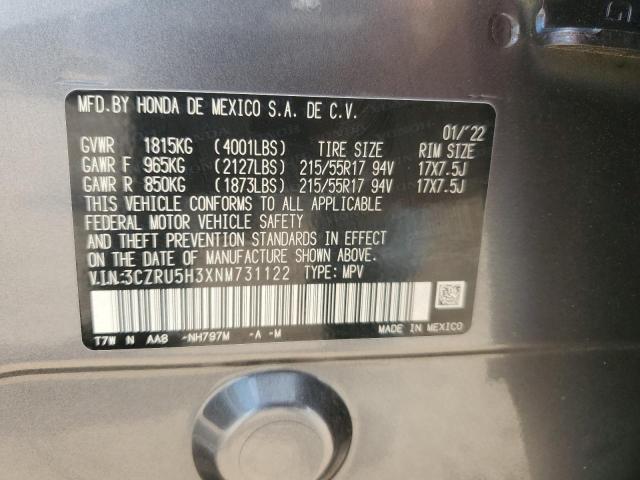 MFD.BY HONDA DE MEXICO S.A. DE C.V.
01/'22
GVWR 1815KG (4001LBS) TIRE SIZE RIM SIZE
GAWR F 965KG (2127LBS) 215/55R17 94V 17X7.5J
GAWR R 850KG (1873LBS) 215/55R17 94V 17X7.5J
THIS VEHICLE CONFORMS TO ALL APPLICABLE
FEDERAL MOTOR VEHICLE SAFETY
AND THEFT PREVENTION STANDARDS IN EFFECT
ON THE DATE OF MANUFACTURE SHOWN ABOVE.
V.I.N.:3CZRU5H3XNM731122 TYPE: MPV
T7W N AA8 -NH797M -A -M MADE IN MEXICO